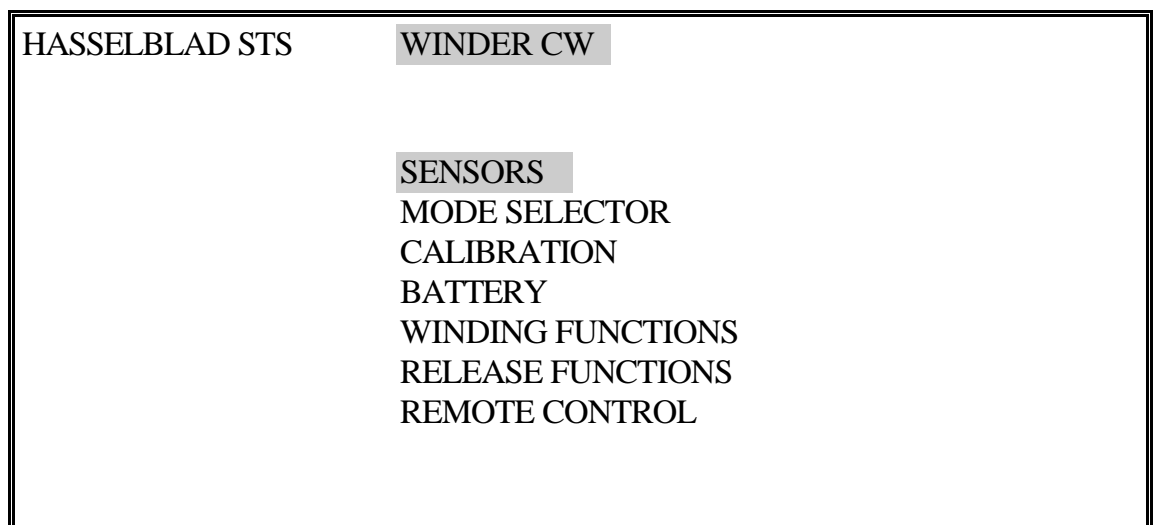 HASSELBLAD STS WINDER CW
SENSORS
MODE SELECTOR
CALIBRATION
BATTERY
WINDING FUNCTIONS
RELEASE FUNCTIONS
REMOTE CONTROL